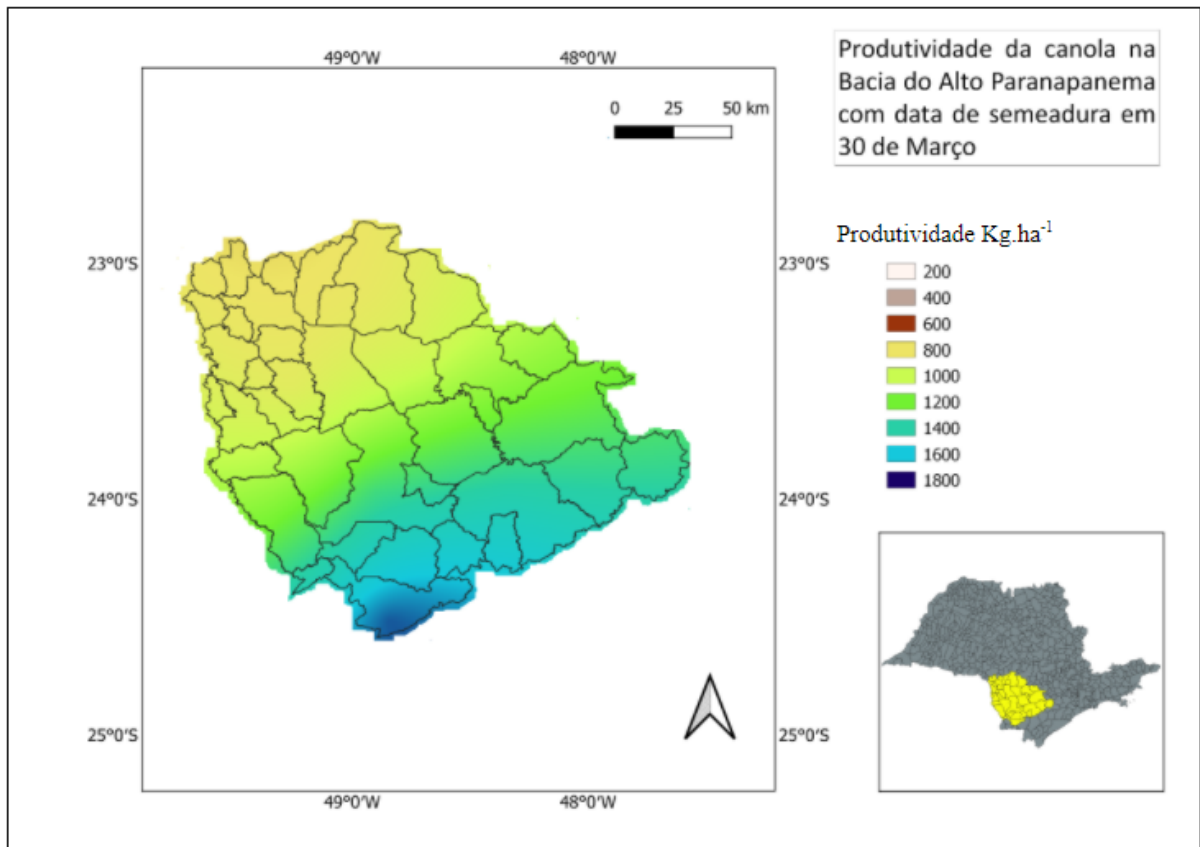 Produtividade da canola na
Bacia do Alto Paranapanema
com data de semeadura em
30 de Março
49°0'W 48°0'W
0 25 50 km
23°0'S 23°0'S
24°0'S 24°0'S
25°0'S 25°0'S
49°0'W 48°0'W
Produtividade Kg.ha⁻¹
200
400
600
800
1000
1200
1400
1600
1800